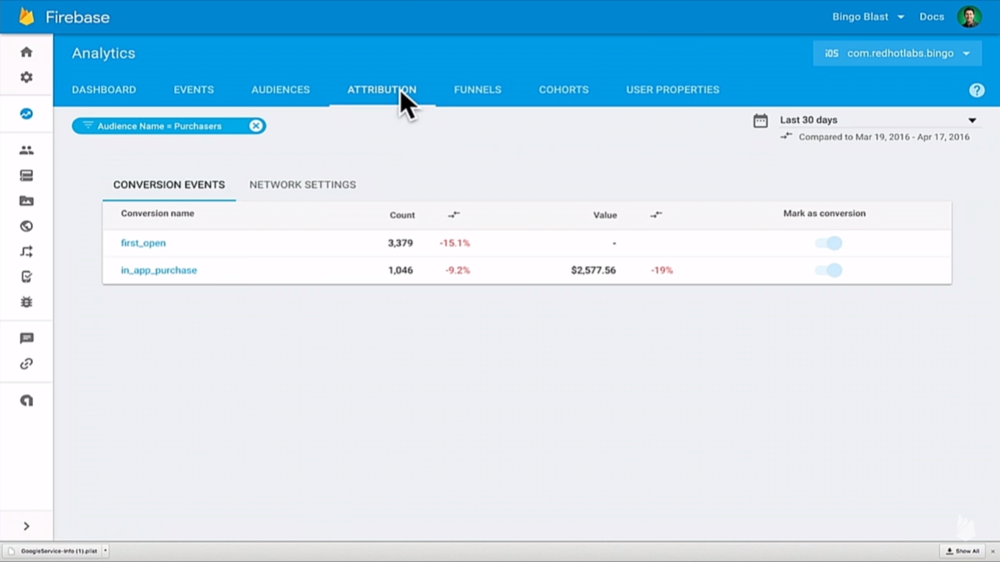 Firebase
Bingo Blast
Docs
Analytics
iOS com.redhotlabs.bingo
DASHBOARD EVENTS AUDIENCES ATTRIBUTION FUNNELS COHORTS USER PROPERTIES
?
Audience Name = Purchasers
Last 30 days
Compared to Mar 19, 2016 - Apr 17, 2016
CONVERSION EVENTS NETWORK SETTINGS
Conversion name Count Value Mark as conversion
first_open 3,379 -15.1% -
in_app_purchase 1,046 -9.2% $2,577.56 -19%
GoogleService-Info (1).plist
Show All